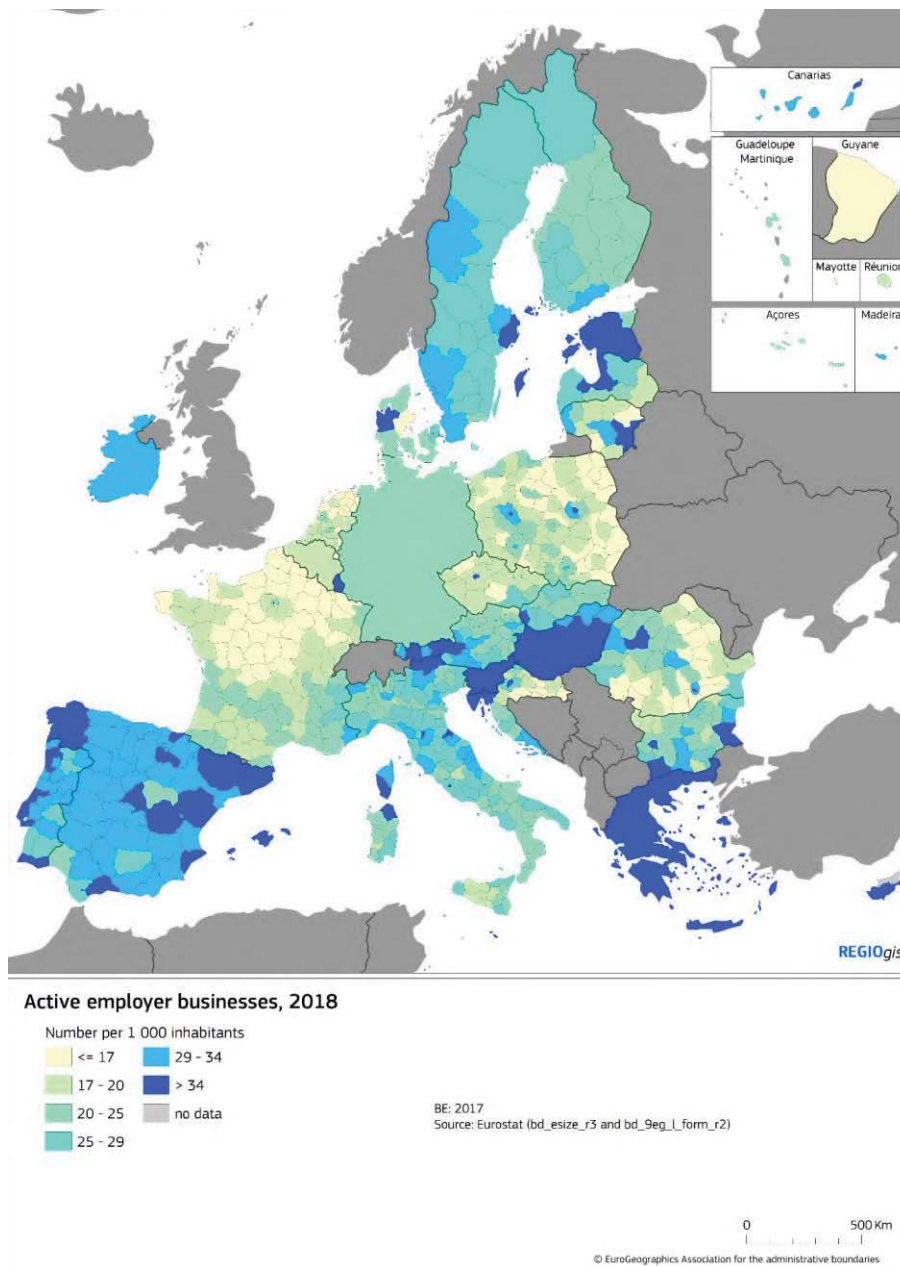 Canarias
Guadeloupe
Martinique
Guyane
Mayotte
Réunion
Açores
Madeira
REGIOgis
Active employer businesses, 2018
Number per 1 000 inhabitants
<= 17
29 - 34
17 - 20
> 34
20 - 25
no data
25 - 29
BE: 2017
Source: Eurostat (bd_esize_r3 and bd_9eg_l_form_r2)
0
500 Km
© EuroGeographics Association for the administrative boundaries